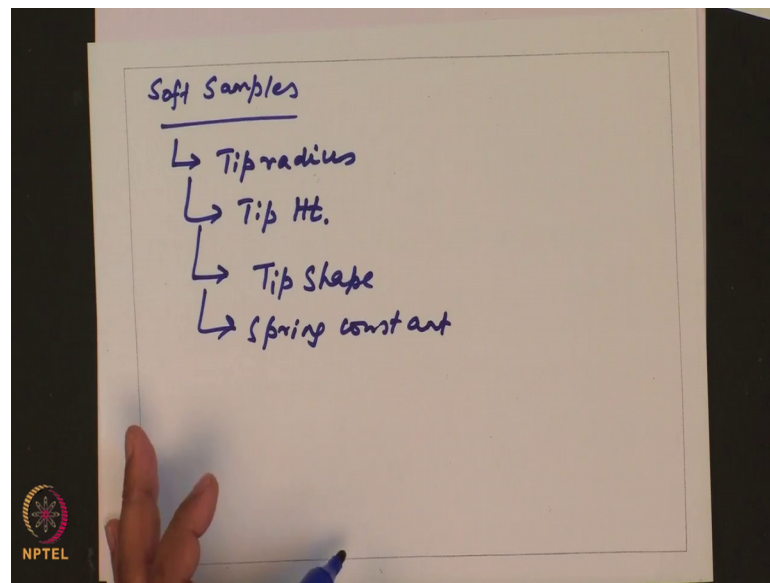 Soft Samples
↳ Tip radius
↳ Tip Ht.
↳ Tip Shape
↳ Spring constant
NPTEL